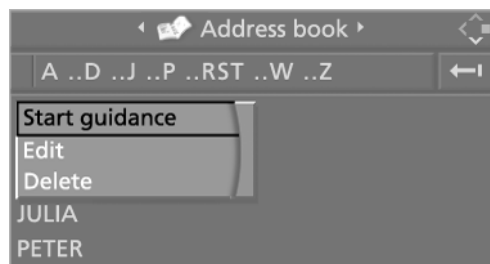 Address book
A ..D ..J ..P ..RST ..W ..Z
Start guidance
Edit
Delete
JULIA
PETER